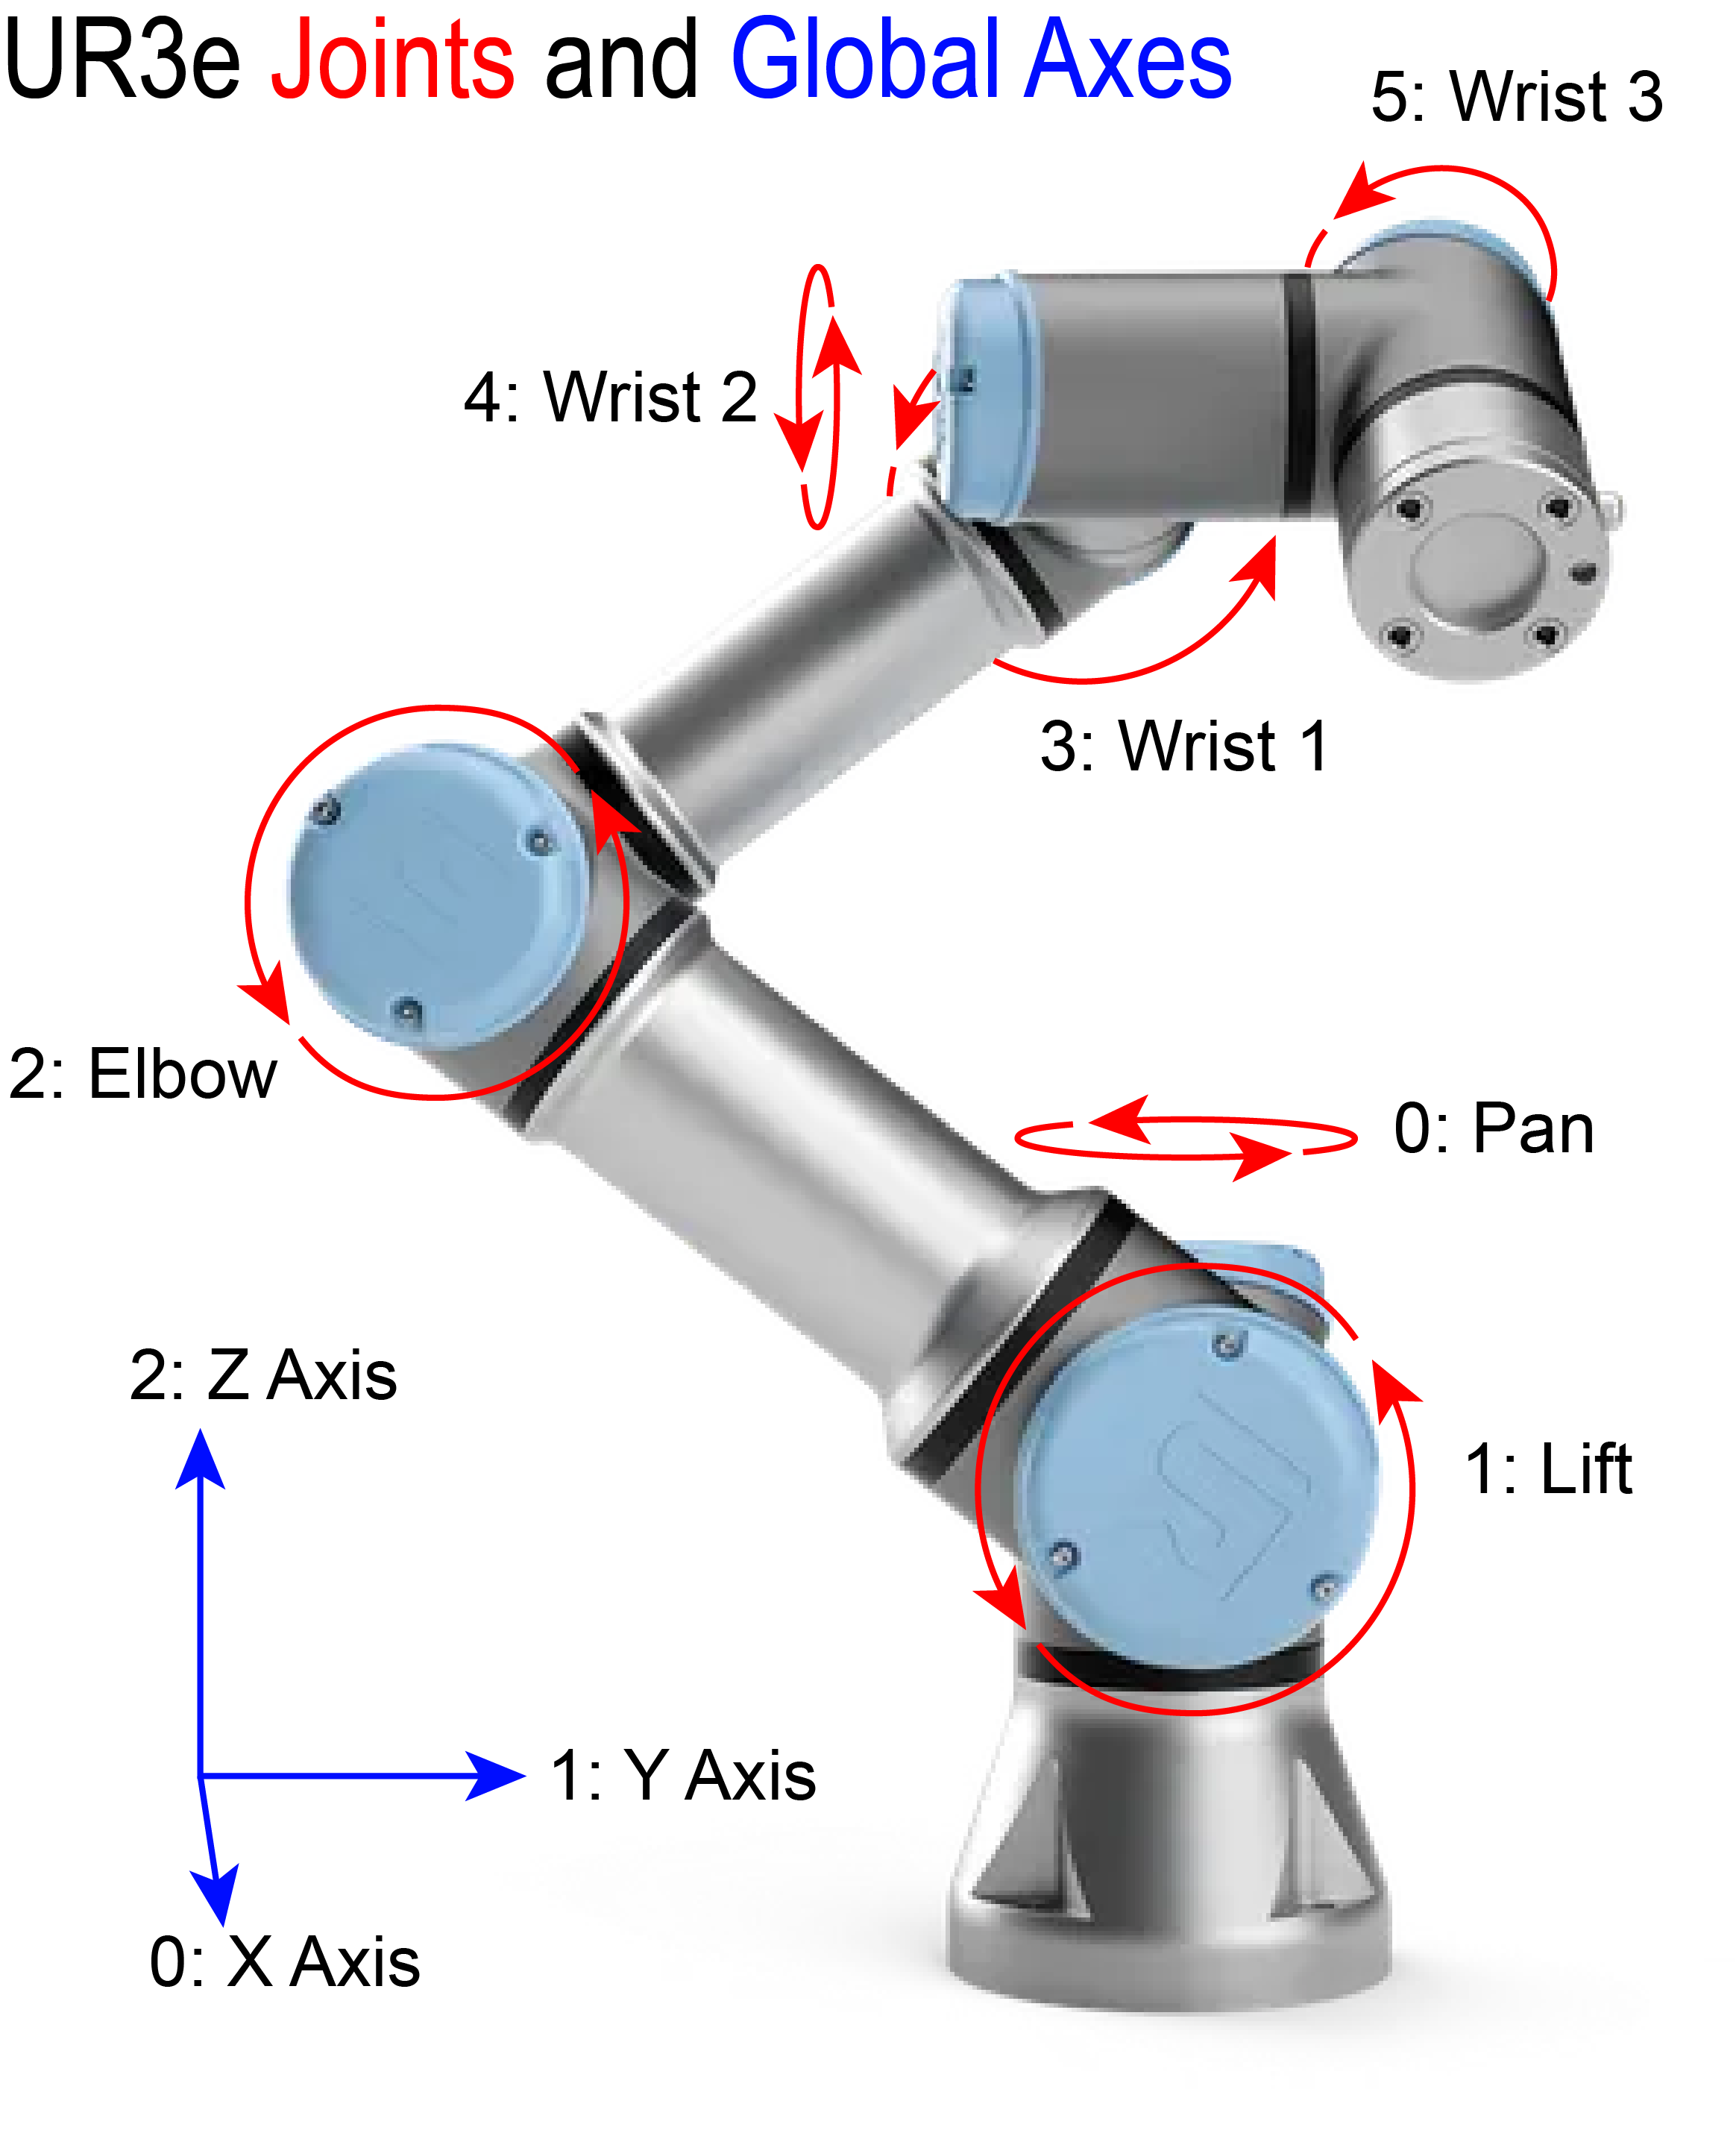 UR3e Joints and Global Axes
5: Wrist 3
4: Wrist 2
3: Wrist 1
2: Elbow
0: Pan
2: Z Axis
1: Lift
1: Y Axis
0: X Axis